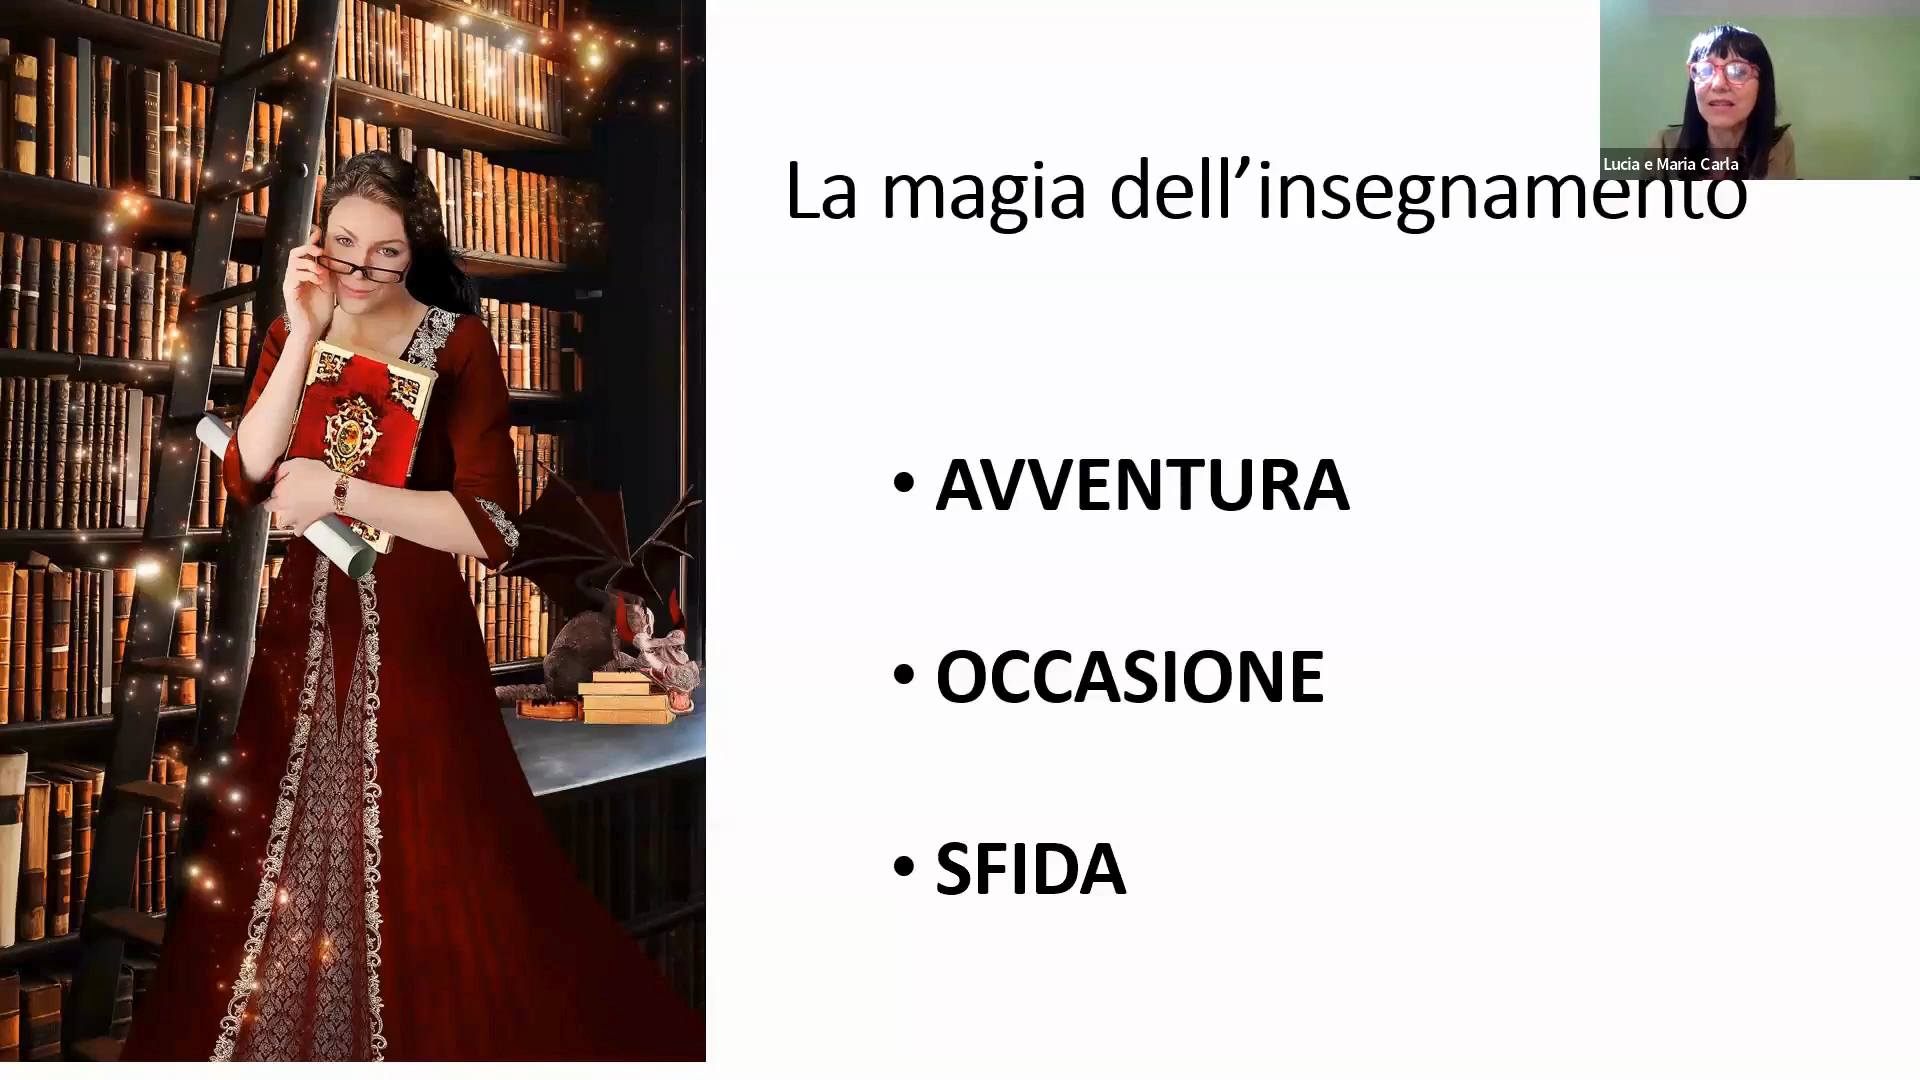 Lucia e Maria Carla
La magia dell’insegnamento
• AVVENTURA
• OCCASIONE
• SFIDA